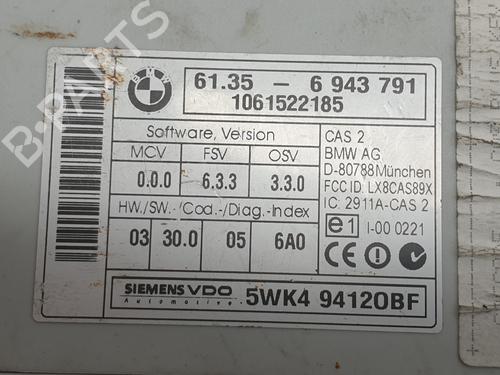 BMW
61.35 - 6 943 791
1061522185
Software, Version
MCV FSV OSV
0.0.0 6.3.3 3.3.0
HW./SW.-/Cod.-/Diag.-Index
03 30.0 05 6A0
CAS 2
BMW AG
D-80788München
FCC ID: LX8CAS89X
IC: 2911A-CAS 2
e1 I-00 0221
SIEMENS VDO
Automotive
5WK4 94120BF
B-PARTS